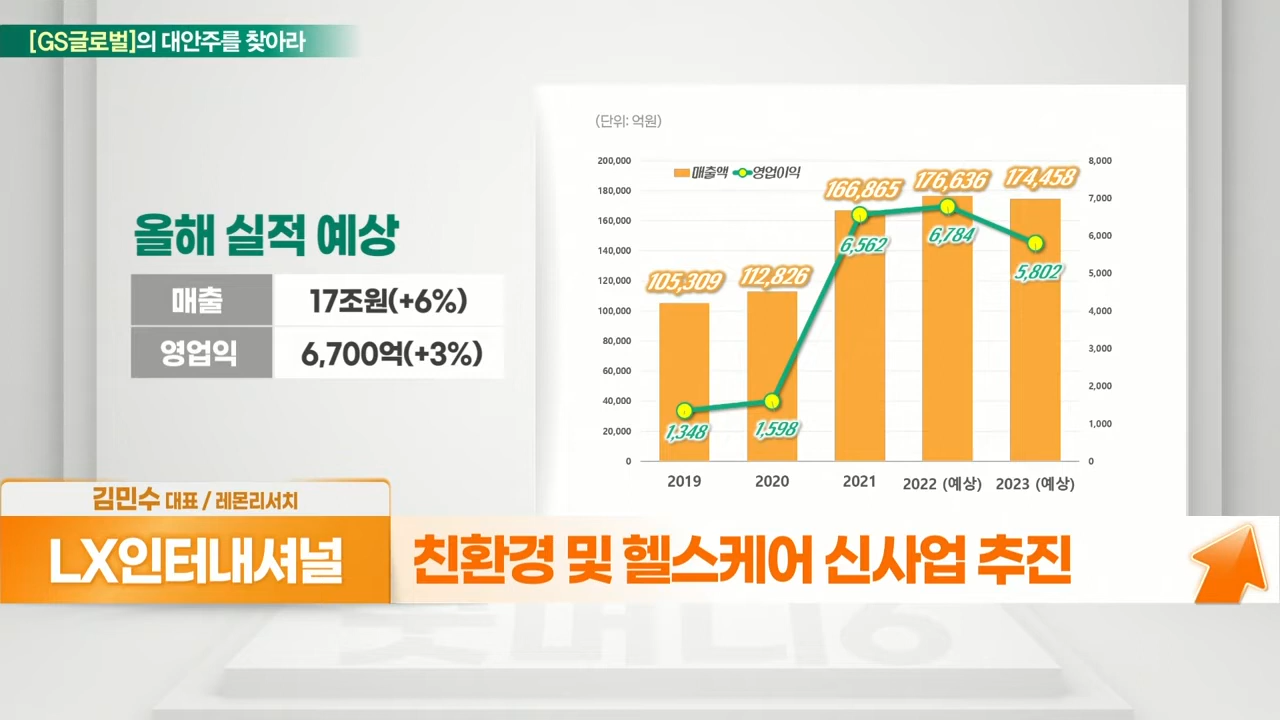 [GS글로벌]의 대안주를 찾아라
(단위: 억원)
올해 실적 예상
매출 17조원(+6%)
영업익 6,700억(+3%)
매출액 영업이익
200,000
180,000
160,000
140,000
120,000
100,000
80,000
60,000
40,000
20,000
0
8,000
7,000
6,000
5,000
4,000
3,000
2,000
1,000
0
105,309 112,826 166,865 176,636 174,458
1,348 1,598 6,562 6,784 5,802
2019 2020 2021 2022 (예상) 2023 (예상)
김민수 대표 / 레몬리서치
LX인터내셔널
친환경 및 헬스케어 신사업 추진